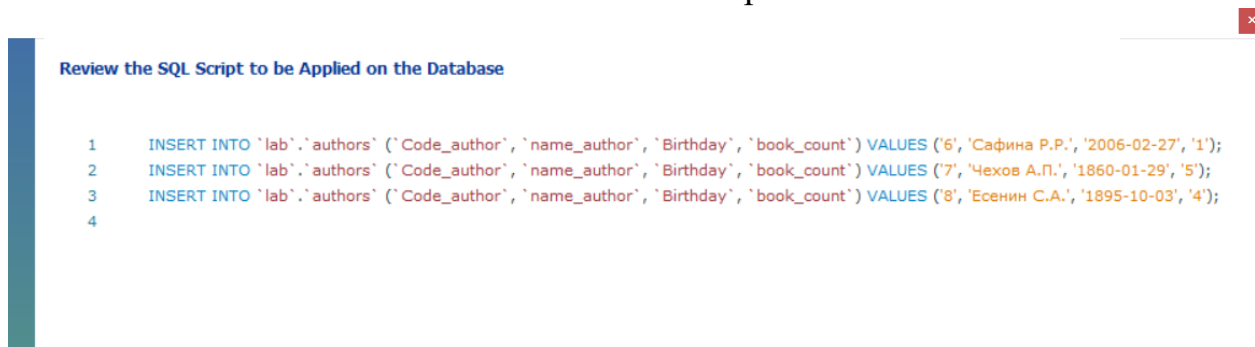 Review the SQL Script to be Applied on the Database
1 INSERT INTO `lab`.`authors` (`Code_author`, `name_author`, `Birthday`, `book_count`) VALUES ('6', 'Сафина Р.Р.', '2006-02-27', '1');
2 INSERT INTO `lab`.`authors` (`Code_author`, `name_author`, `Birthday`, `book_count`) VALUES ('7', 'Чехов А.П.', '1860-01-29', '5');
3 INSERT INTO `lab`.`authors` (`Code_author`, `name_author`, `Birthday`, `book_count`) VALUES ('8', 'Есенин С.А.', '1895-10-03', '4');
4